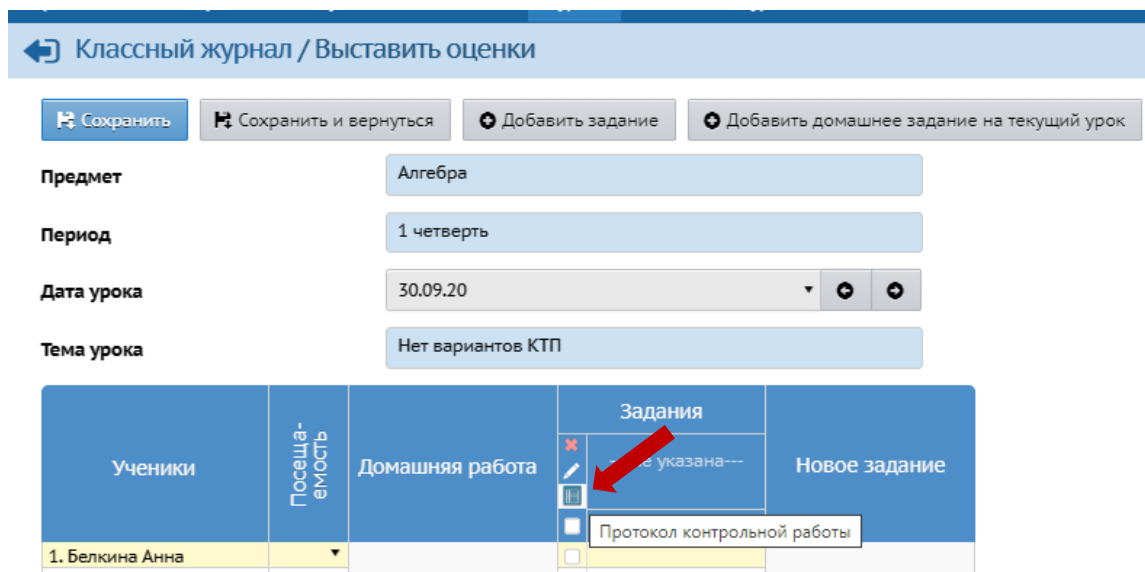 Классный журнал / Выставить оценки
Сохранить
Сохранить и вернуться
Добавить задание
Добавить домашнее задание на текущий урок
Предмет
Алгебра
Период
1 четверть
Дата урока
30.09.20
Тема урока
Нет вариантов КТП
Ученики
Посеща-
емость
Домашняя работа
Задания
указана---
Новое задание
Протокол контрольной работы
1. Белкина Анна